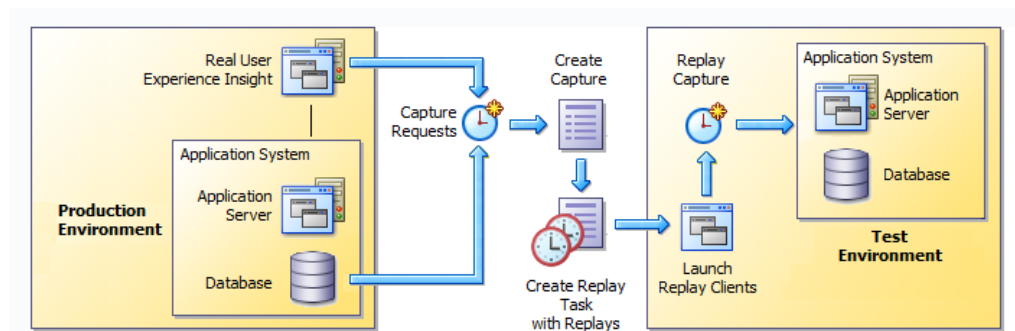 Real User
Experience Insight
Application System
Application
Server
Database
Production
Environment
Capture
Requests
Create
Capture
Create Replay
Task
with Replays
Launch
Replay Clients
Replay
Capture
Application System
Application
Server
Database
Test
Environment